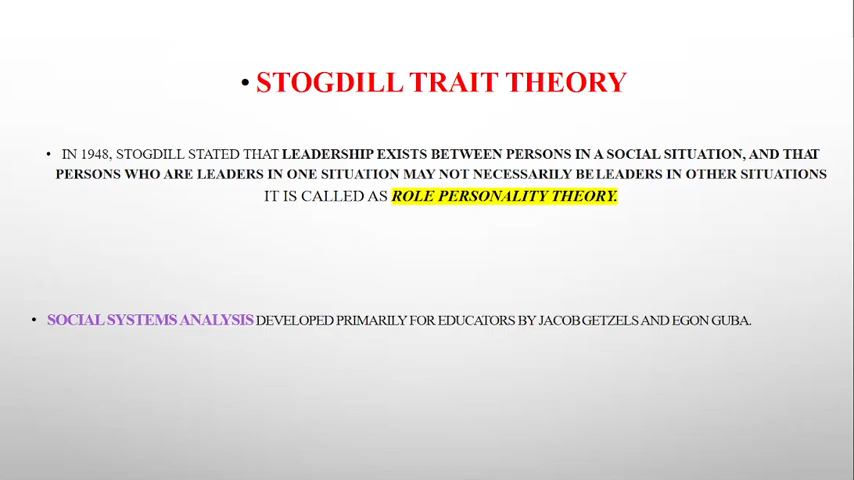 • STOGDILL TRAIT THEORY
• IN 1948, STOGDILL STATED THAT LEADERSHIP EXISTS BETWEEN PERSONS IN A SOCIAL SITUATION, AND THAT
PERSONS WHO ARE LEADERS IN ONE SITUATION MAY NOT NECESSARILY BE LEADERS IN OTHER SITUATIONS
IT IS CALLED AS ROLE PERSONALITY THEORY.
• SOCIAL SYSTEMS ANALYSIS DEVELOPED PRIMARILY FOR EDUCATORS BY JACOB GETZELS AND EGON GUBA.